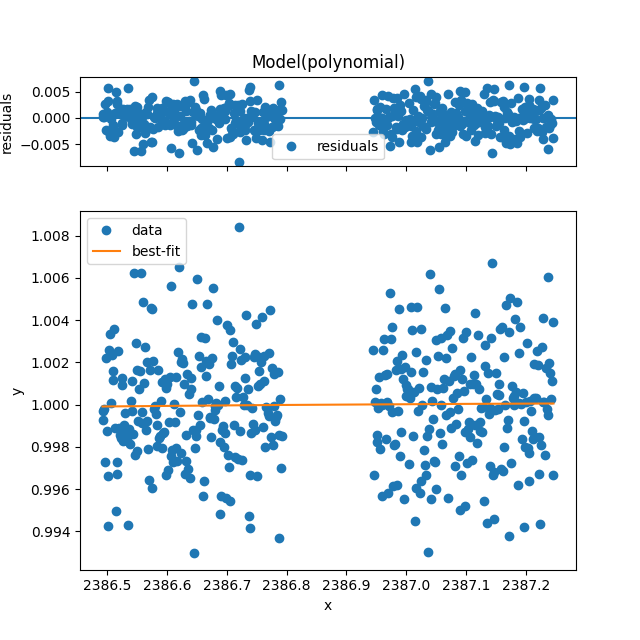 Model(polynomial)
residuals
0.005
0.000
−0.005
residuals
y
1.008
1.006
1.004
1.002
1.000
0.998
0.996
0.994
data
best-fit
2386.5 2386.6 2386.7 2386.8 2386.9 2387.0 2387.1 2387.2
x